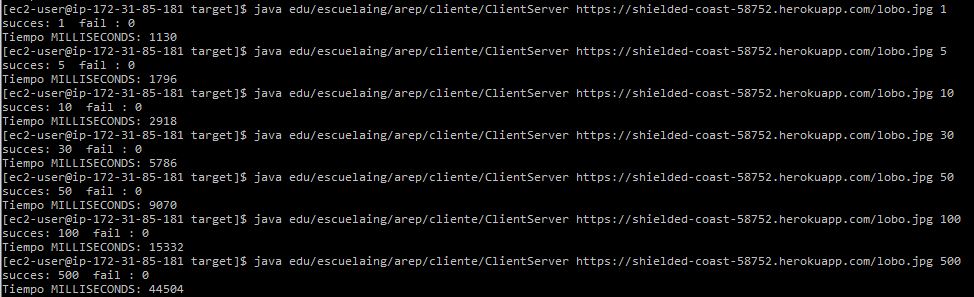 [ec2-user@ip-172-31-85-181 target]$ java edu/escuelaing/arep/cliente/ClientServer https://shielded-coast-58752.herokuapp.com/lobo.jpg 1
succes: 1  fail : 0
Tiempo MILLISECONDS: 1130
[ec2-user@ip-172-31-85-181 target]$ java edu/escuelaing/arep/cliente/ClientServer https://shielded-coast-58752.herokuapp.com/lobo.jpg 5
succes: 5  fail : 0
Tiempo MILLISECONDS: 1796
[ec2-user@ip-172-31-85-181 target]$ java edu/escuelaing/arep/cliente/ClientServer https://shielded-coast-58752.herokuapp.com/lobo.jpg 10
succes: 10  fail : 0
Tiempo MILLISECONDS: 2918
[ec2-user@ip-172-31-85-181 target]$ java edu/escuelaing/arep/cliente/ClientServer https://shielded-coast-58752.herokuapp.com/lobo.jpg 30
succes: 30  fail : 0
Tiempo MILLISECONDS: 5786
[ec2-user@ip-172-31-85-181 target]$ java edu/escuelaing/arep/cliente/ClientServer https://shielded-coast-58752.herokuapp.com/lobo.jpg 50
succes: 50  fail : 0
Tiempo MILLISECONDS: 9070
[ec2-user@ip-172-31-85-181 target]$ java edu/escuelaing/arep/cliente/ClientServer https://shielded-coast-58752.herokuapp.com/lobo.jpg 100
succes: 100  fail : 0
Tiempo MILLISECONDS: 15332
[ec2-user@ip-172-31-85-181 target]$ java edu/escuelaing/arep/cliente/ClientServer https://shielded-coast-58752.herokuapp.com/lobo.jpg 500
succes: 500  fail : 0
Tiempo MILLISECONDS: 44504